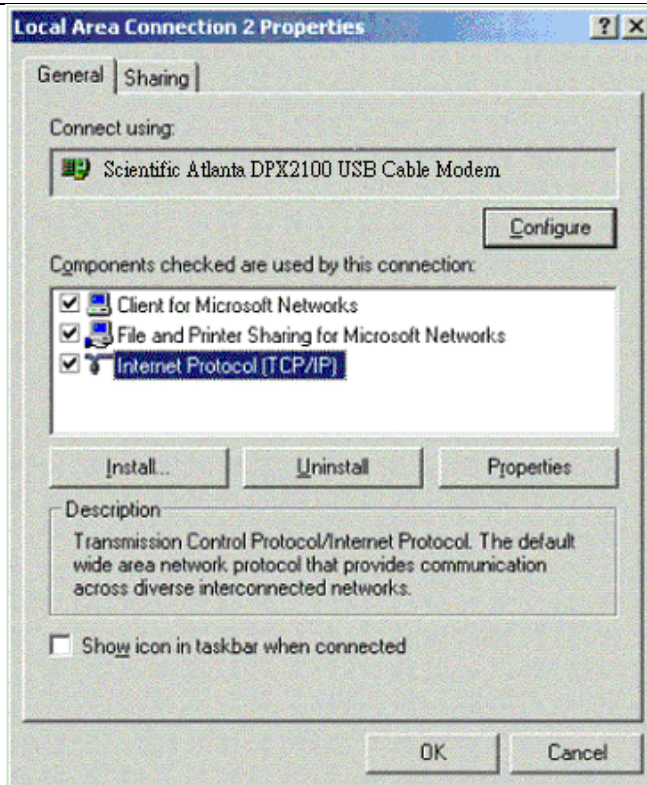 Local Area Connection 2 Properties
General
Sharing
Connect using:
Scientific Atlanta DPX2100 USB Cable Modem
Configure
Components checked are used by this connection:
Client for Microsoft Networks
File and Printer Sharing for Microsoft Networks
Internet Protocol (TCP/IP)
Install... Uninstall Properties
Description
Transmission Control Protocol/Internet Protocol. The default
wide area network protocol that provides communication
across diverse interconnected networks.
Show icon in taskbar when connected
OK Cancel